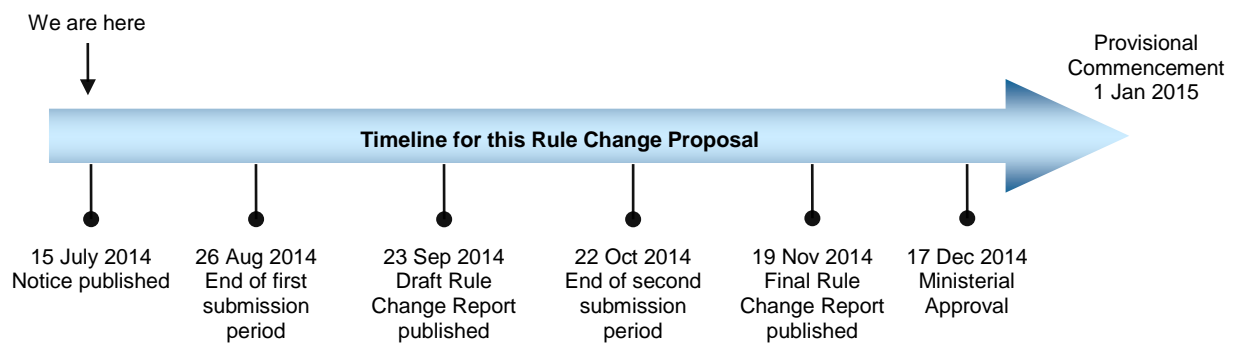 We are here
Provisional
Commencement
1 Jan 2015
Timeline for this Rule Change Proposal
15 July 2014
Notice published
26 Aug 2014
End of first
submission
period
23 Sep 2014
Draft Rule
Change Report
published
22 Oct 2014
End of second
submission
period
19 Nov 2014
Final Rule
Change Report
published
17 Dec 2014
Ministerial
Approval